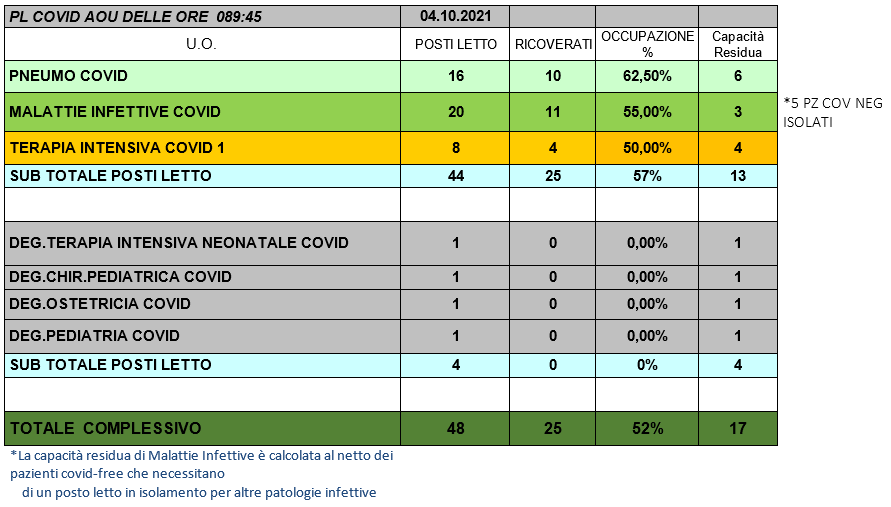 PL COVID AOU DELLE ORE 089:45 04.10.2021
U.O. POSTI LETTO RICOVERATI OCCUPAZIONE % Capacità Residua
PNEUMO COVID 16 10 62,50% 6
MALATTIE INFETTIVE COVID 20 11 55,00% 3
*5 PZ COV NEG
ISOLATI
TERAPIA INTENSIVA COVID 1 8 4 50,00% 4
SUB TOTALE POSTI LETTO 44 25 57% 13
DEG.TERAPIA INTENSIVA NEONATALE COVID 1 0 0,00% 1
DEG.CHIR.PEDIATRICA COVID 1 0 0,00% 1
DEG.OSTETRICIA COVID 1 0 0,00% 1
DEG.PEDIATRIA COVID 1 0 0,00% 1
SUB TOTALE POSTI LETTO 4 0 0% 4
TOTALE COMPLESSIVO 48 25 52% 17
*La capacità residua di Malattie Infettive è calcolata al netto dei
pazienti covid-free che necessitano
di un posto letto in isolamento per altre patologie infettive